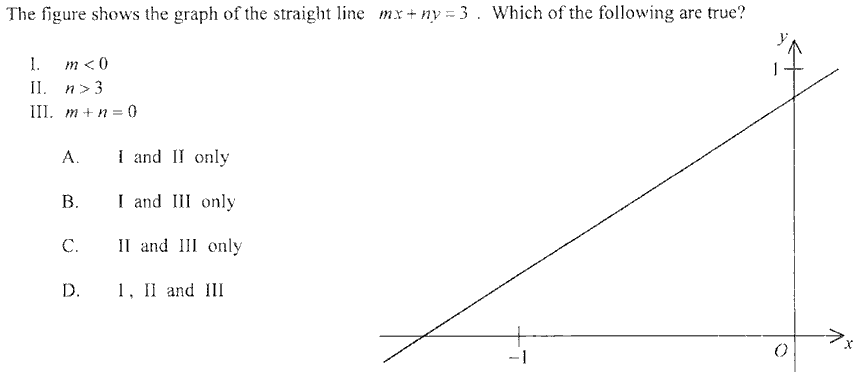 The figure shows the graph of the straight line mx + ny = 3 . Which of the following are true?
I. m < 0
II. n > 3
III. m + n = 0
A. I and II only
B. I and III only
C. II and III only
D. I, II and III
y
1
-1
O
x